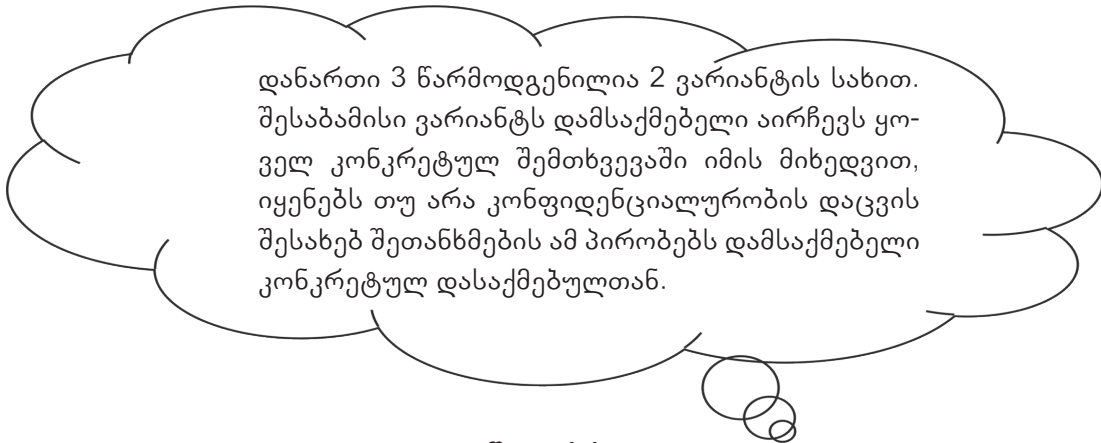 დანართი 3 წარმოდგენილია 2 ვარიანტის სახით.
შესაბამისი ვარიანტს დამსაქმებელი აირჩევს ყო-
ველ კონკრეტულ შემთხვევაში იმის მიხედვით,
იყენებს თუ არა კონფიდენციალურობის დაცვის
შესახებ შეთანხმების ამ პირობებს დამსაქმებელი
კონკრეტულ დასაქმებულთან.